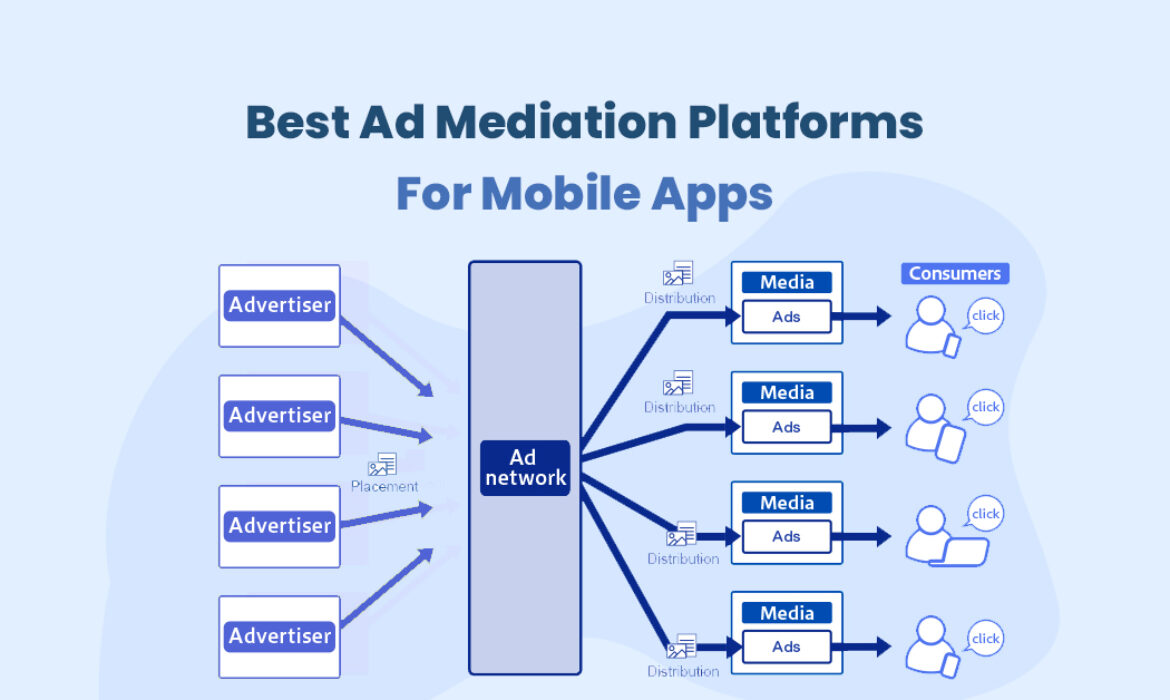 Best Ad Mediation Platforms
For Mobile Apps
Advertiser
Advertiser
Placement
Advertiser
Advertiser
Ad
network
Distribution
Media
Ads
Distribution
Media
Ads
Distribution
Media
Ads
Distribution
Media
Ads
Consumers
click
click
click
click